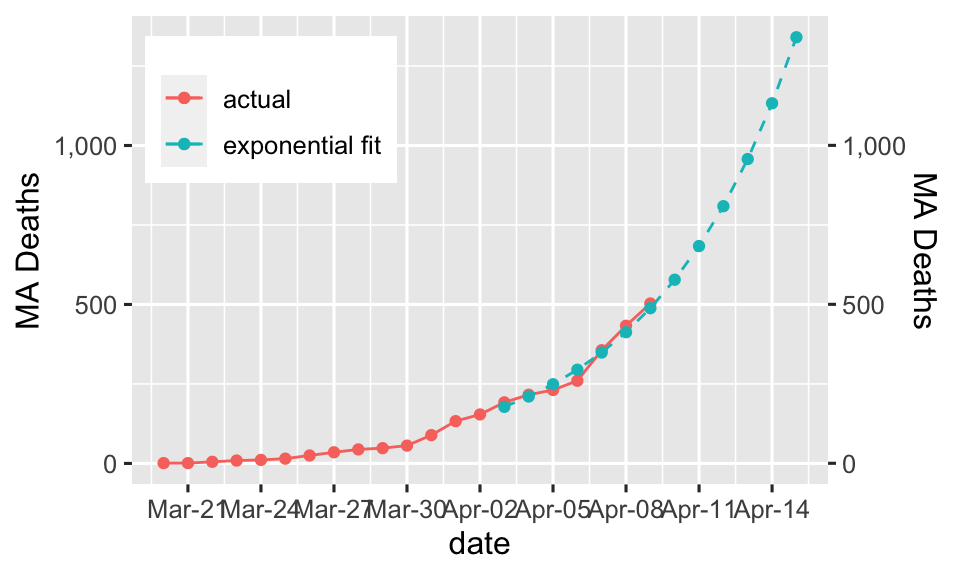 actual
exponential fit
1,000
500
0
MA Deaths
1,000
500
0
MA Deaths
Mar-21 Mar-24 Mar-27 Mar-30 Apr-02 Apr-05 Apr-08 Apr-11 Apr-14
date